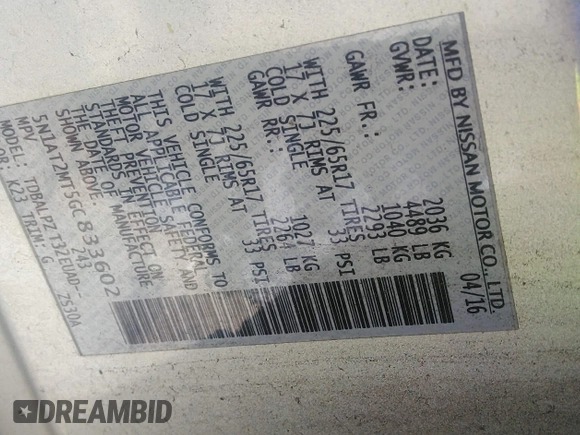 MFD BY NISSAN MOTOR CO., LTD.
DATE: 04/16
GVWR: 2036 KG
4489 LB
GAWR FR.: 1040 KG
2293 LB
WITH 225/65R17 TIRES
17 X 7J RIMS AT 33 PSI
COLD SINGLE
GAWR RR.: 1027 KG
2264 LB
WITH 225/65R17 TIRES
17 X 7J RIMS AT 33 PSI
COLD SINGLE
THIS VEHICLE CONFORMS TO
ALL APPLICABLE FEDERAL
MOTOR VEHICLE SAFETY AND
THEFT PREVENTION
STANDARDS IN EFFECT ON
THE DATE OF MANUFACTURE
SHOWN ABOVE.
5N1AT2MT5GC833602
MPV 243
MODEL: TDBALPZ T32EUAD-- ZS30A
X23 TRIM: G
DREAMBID